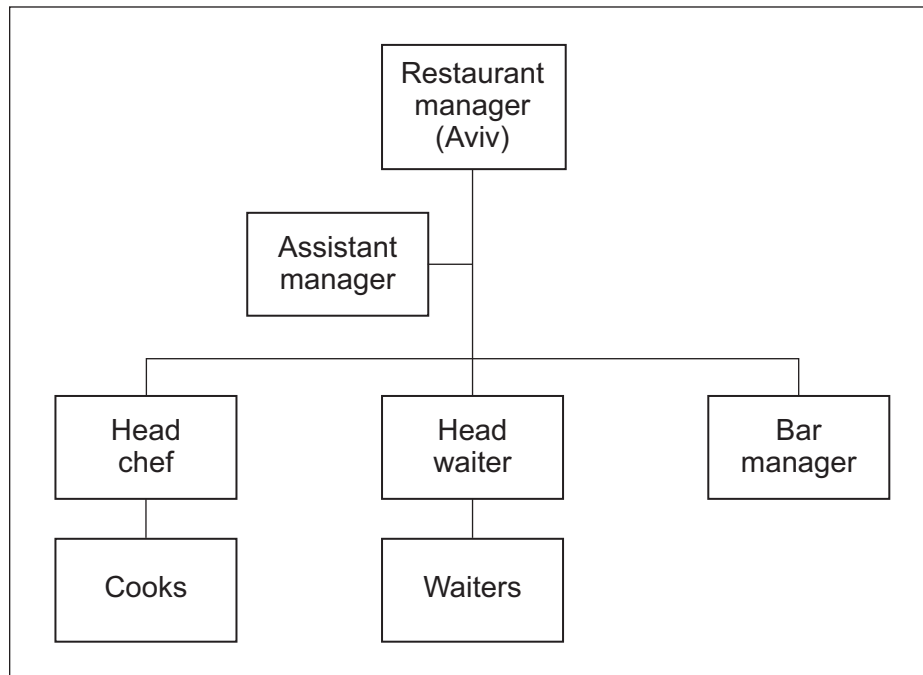 Restaurant
manager
(Aviv)
Assistant
manager
Head
chef
Head
waiter
Bar
manager
Cooks
Waiters